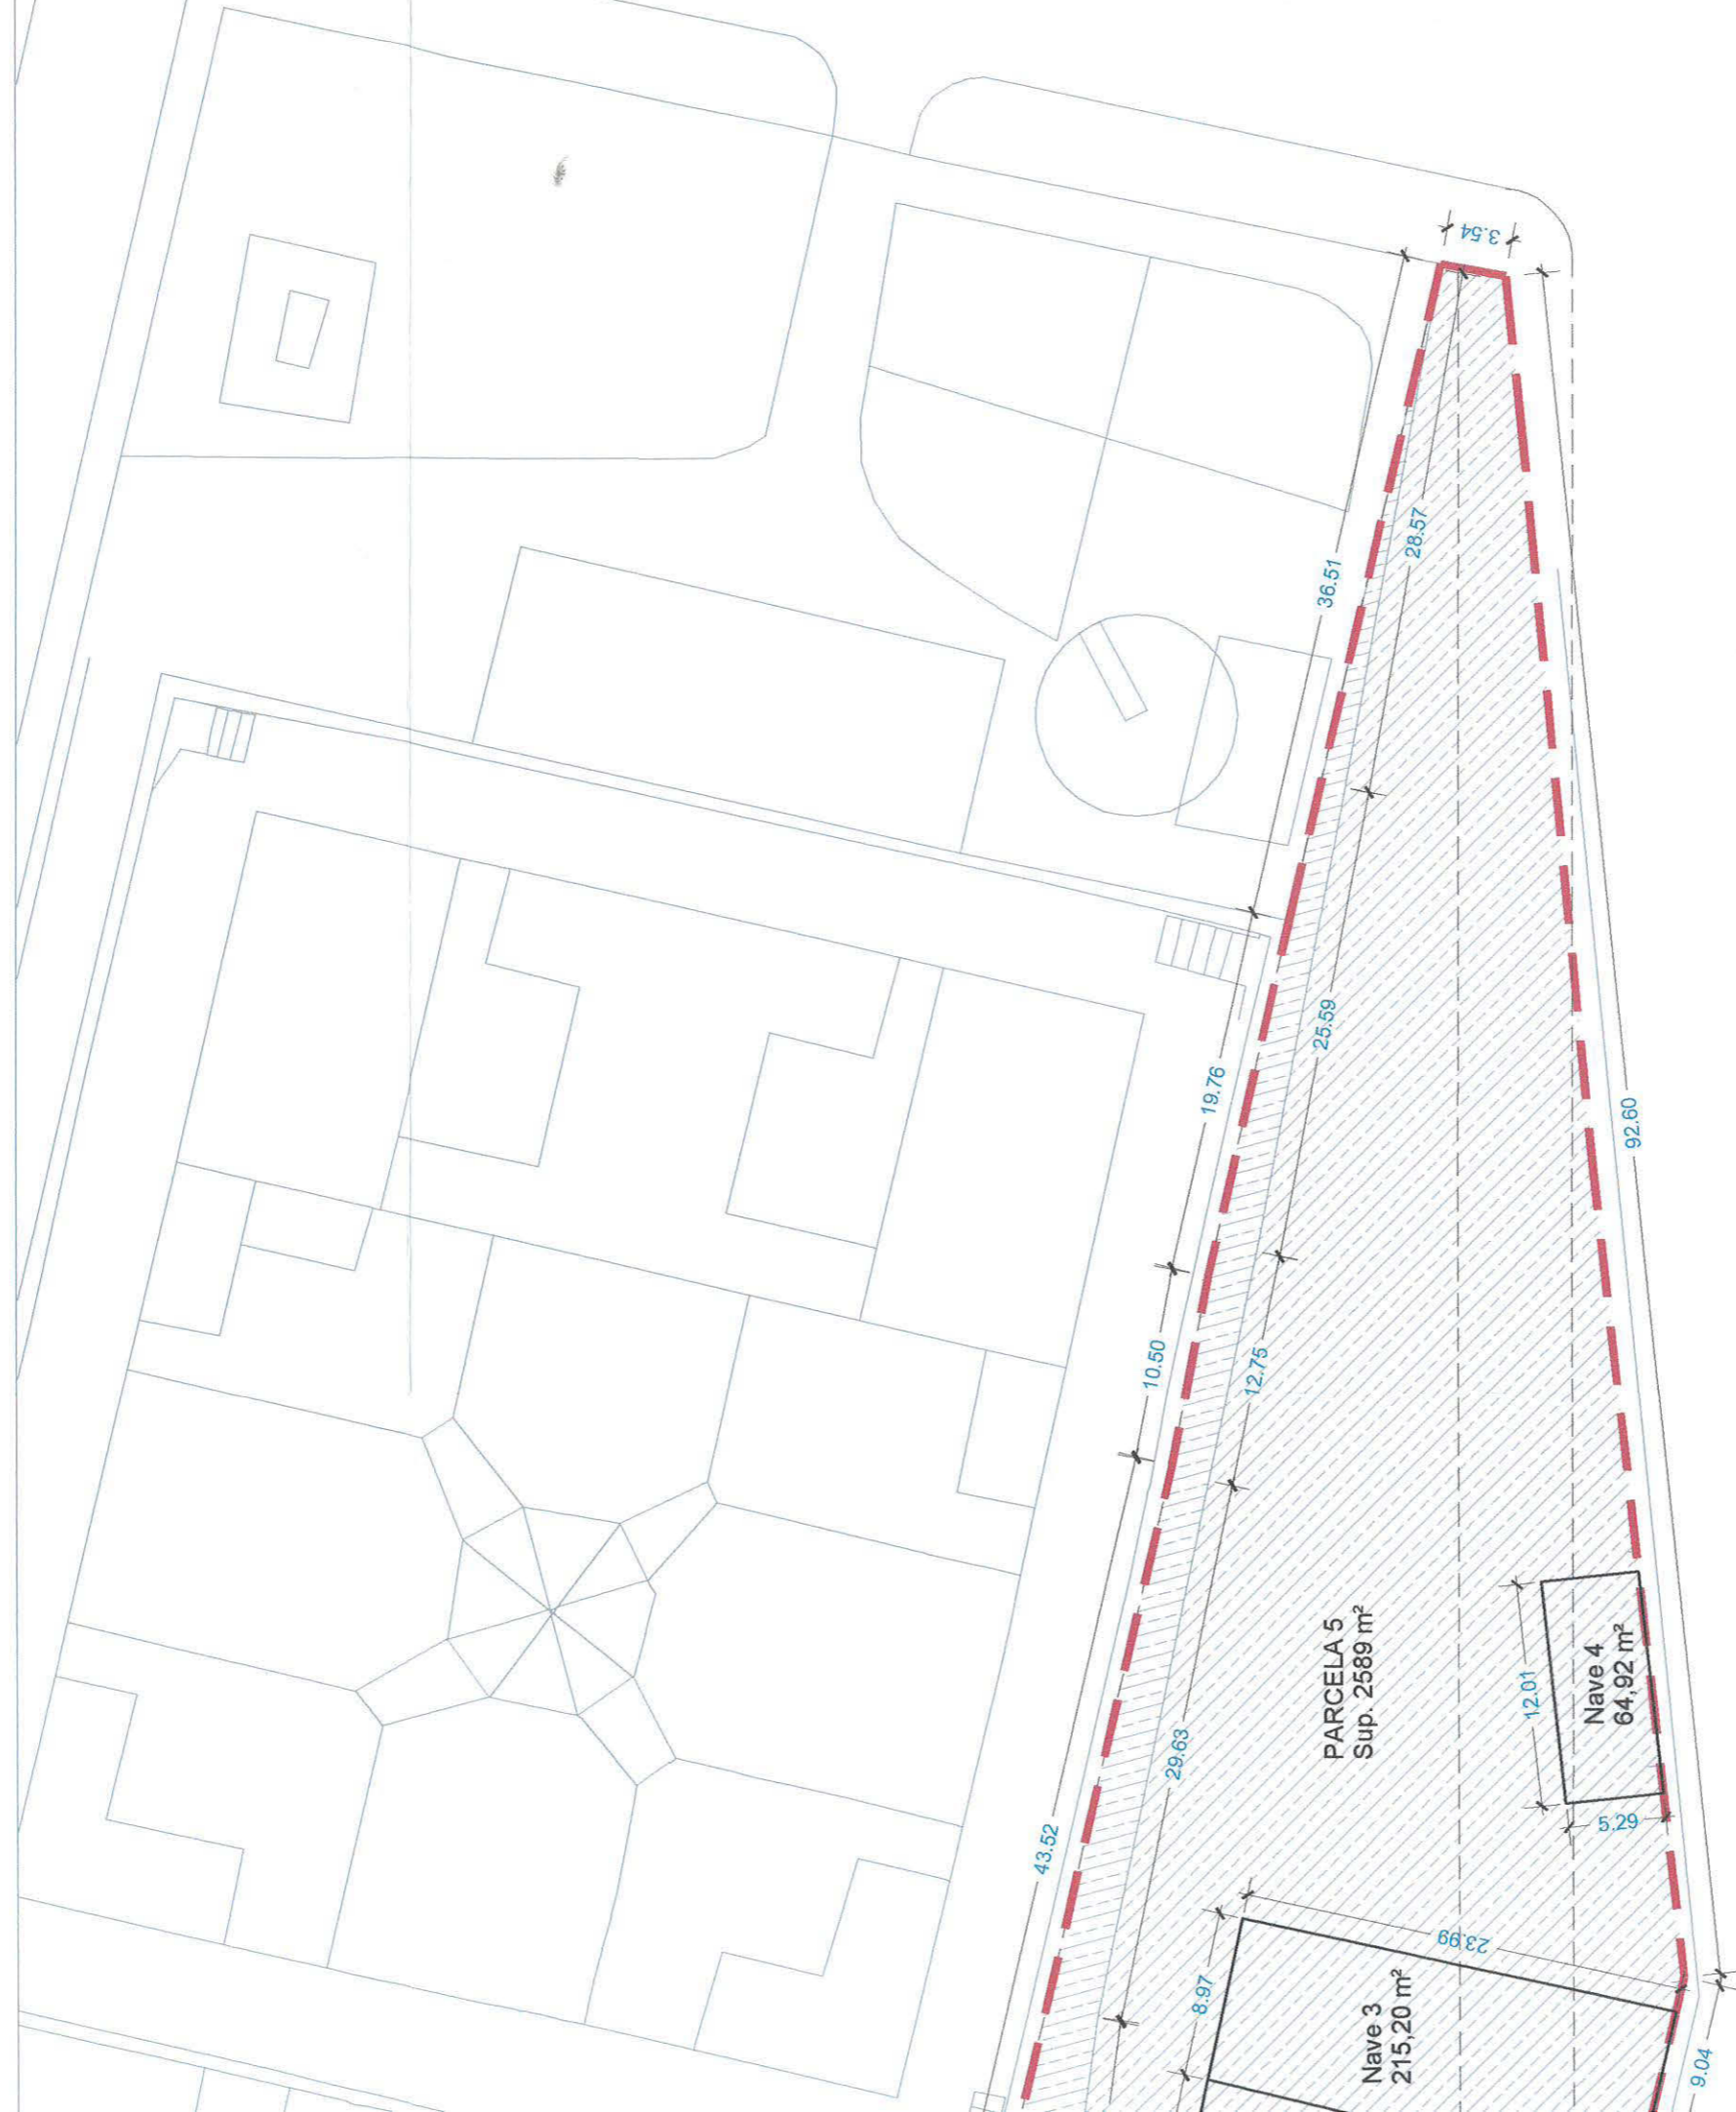 3.54
28.57
36.51
25.59
19.76
92.60
10.50
12.75
PARCELA 5
Sup. 2589 m²
Nave 4
64,92 m²
12.01
5.29
29.63
43.52
23.99
8.97
Nave 3
215,20 m²
9.04